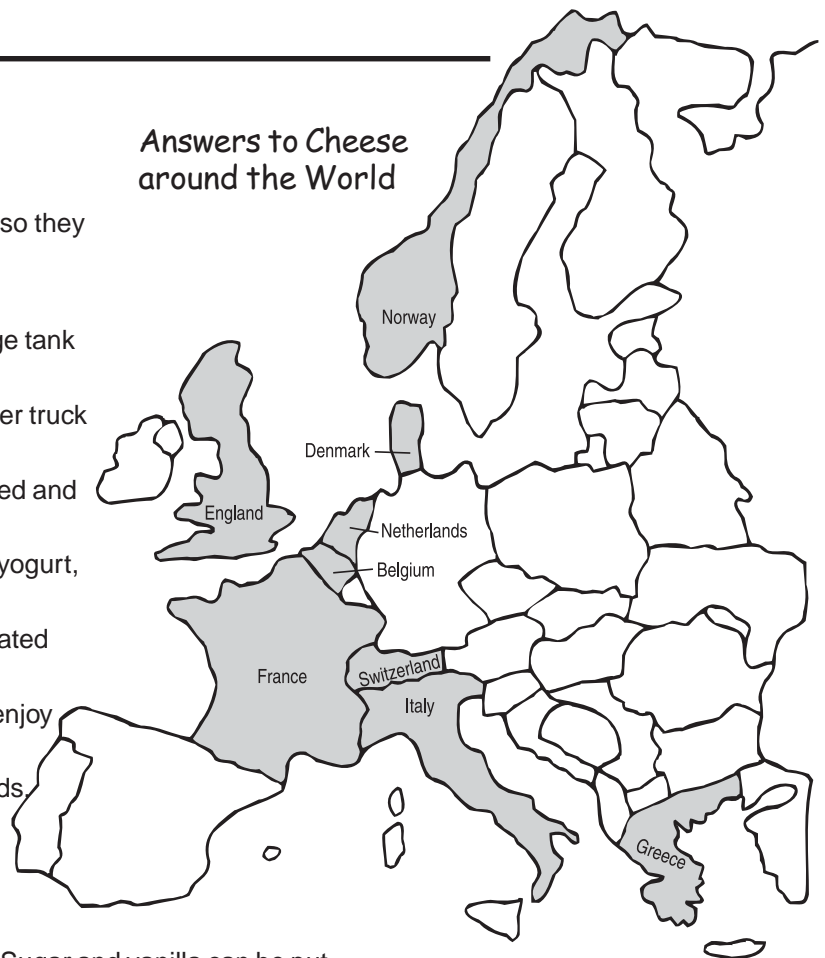 Answers to Cheese
around the World
so they
ge tank
er truck
ed and
yogurt,
ated
enjoy
ds,
Norway
Denmark
England
Netherlands
Belgium
France
Switzerland
Italy
Greece
Sugar and vanilla can be put